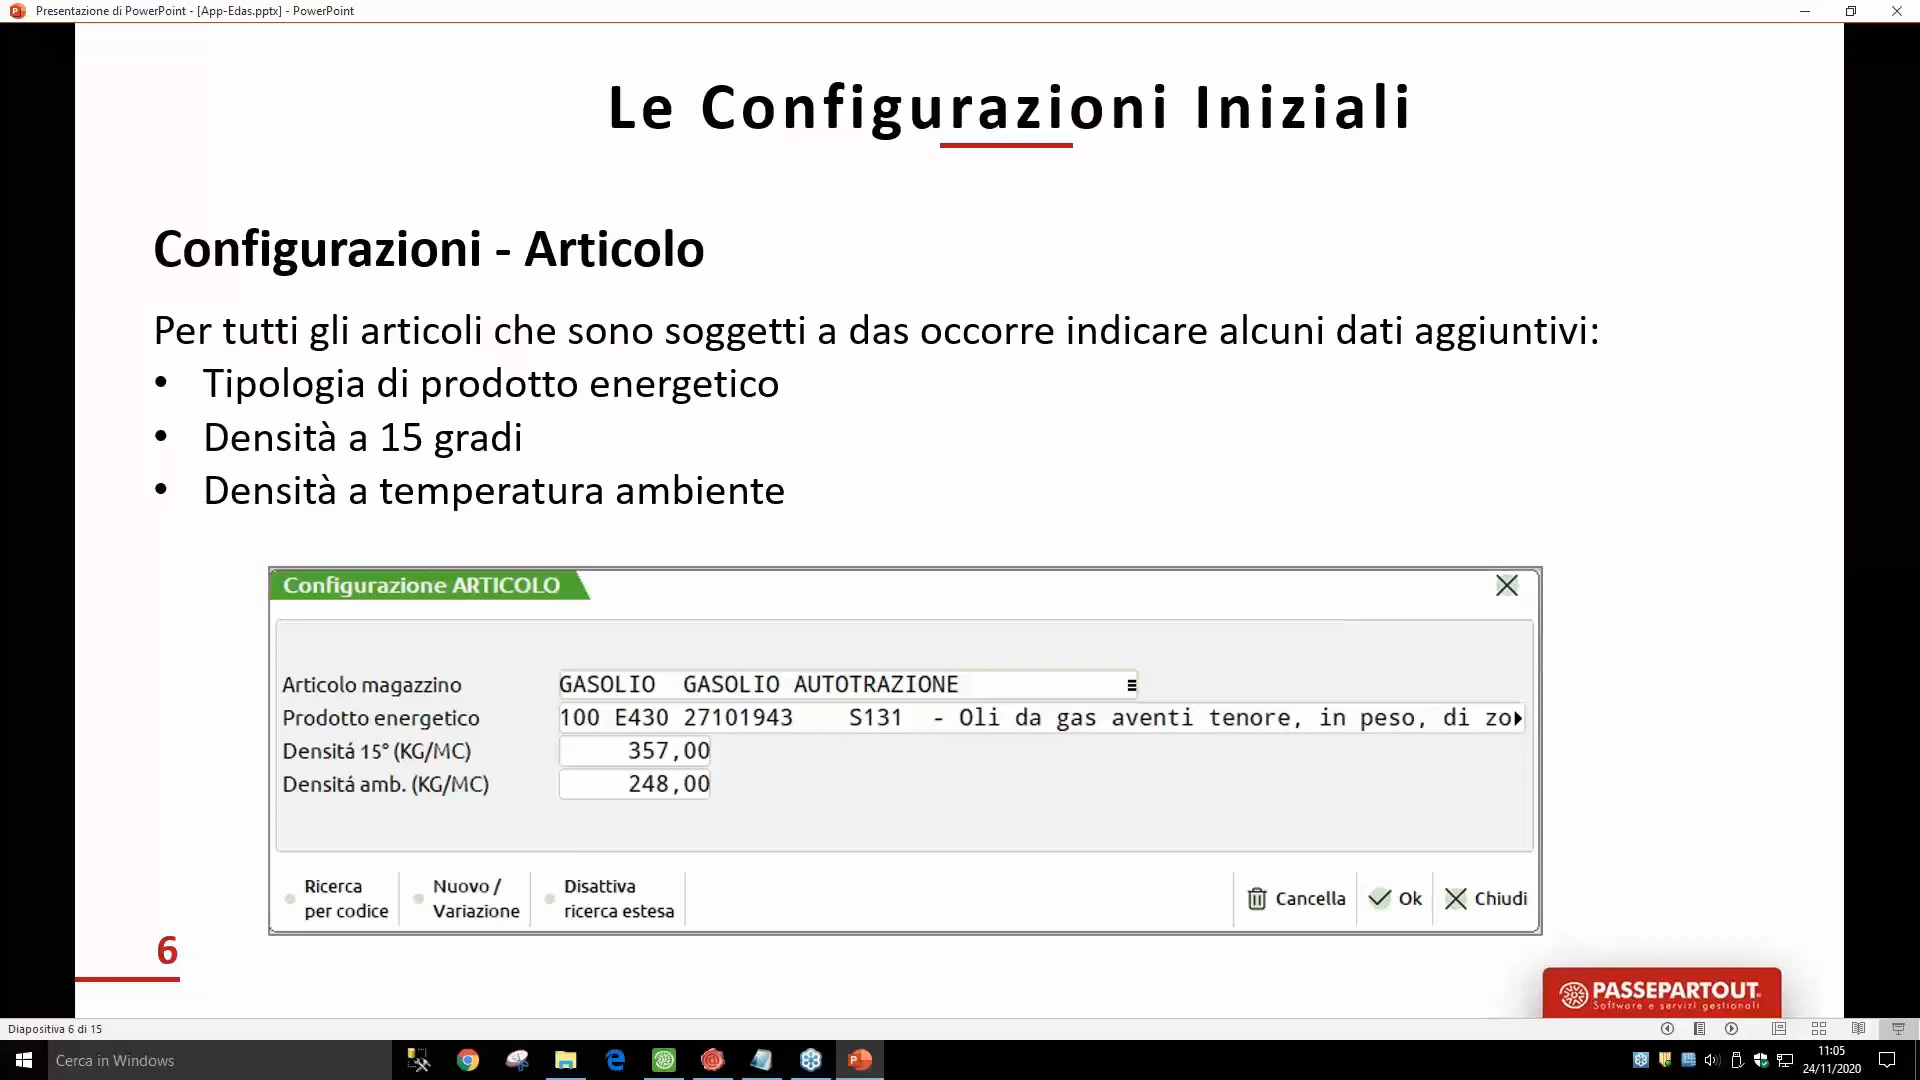 Presentazione di PowerPoint - [App-Edas.pptx] - PowerPoint
Le Configurazioni Iniziali
Configurazioni - Articolo
Per tutti gli articoli che sono soggetti a das occorre indicare alcuni dati aggiuntivi:
• Tipologia di prodotto energetico
• Densità a 15 gradi
• Densità a temperatura ambiente
Configurazione ARTICOLO
Articolo magazzino GASOLIO GASOLIO AUTOTRAZIONE
Prodotto energetico 100 E430 27101943 S131 - Oli da gas aventi tenore, in peso, di zo
Densitá 15° (KG/MC) 357,00
Densitá amb. (KG/MC) 248,00
Ricerca per codice
Nuovo / Variazione
Disattiva ricerca estesa
Cancella Ok Chiudi
6
PASSEPARTOUT
Software e servizi gestionali
Diapositiva 6 di 15
Cerca in Windows
11:05
24/11/2020